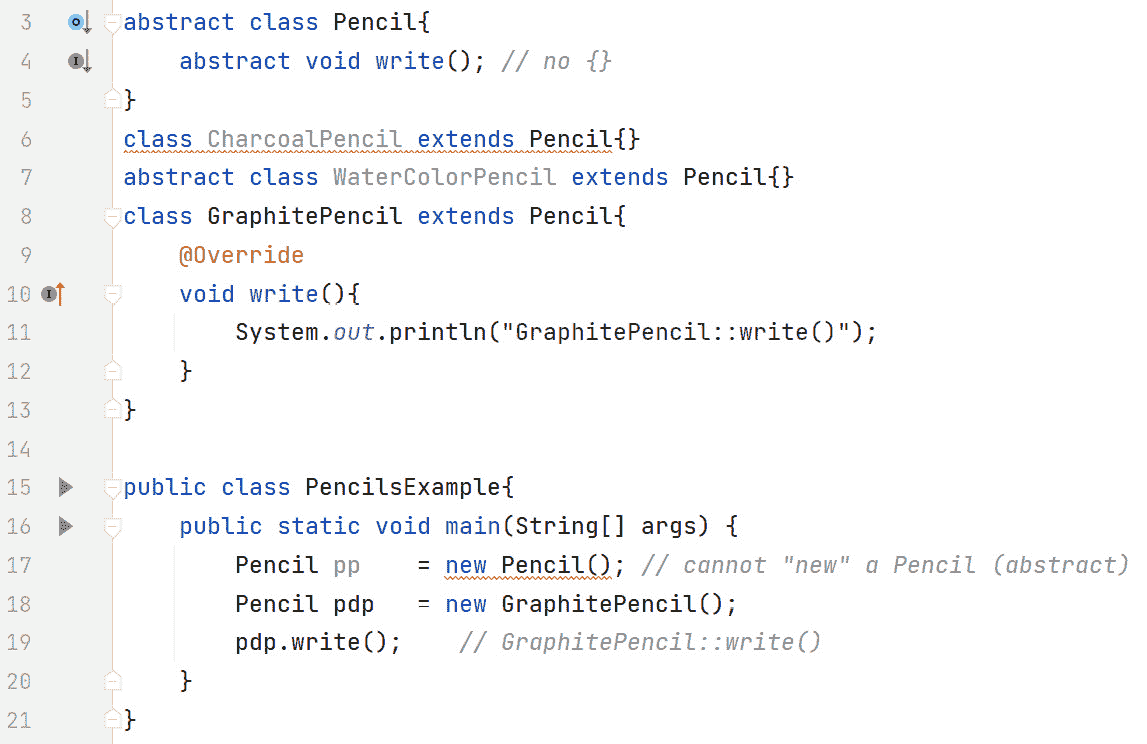 3 abstract class Pencil{
4     abstract void write(); // no {}
5 }
6 class CharcoalPencil extends Pencil{}
7 abstract class WaterColorPencil extends Pencil{}
8 class GraphitePencil extends Pencil{
9     @Override
10     void write(){
11         System.out.println("GraphitePencil::write()");
12     }
13 }
14
15 public class PencilsExample{
16     public static void main(String[] args) {
17         Pencil pp    = new Pencil(); // cannot "new" a Pencil (abstract)
18         Pencil pdp   = new GraphitePencil();
19         pdp.write();    // GraphitePencil::write()
20     }
21 }